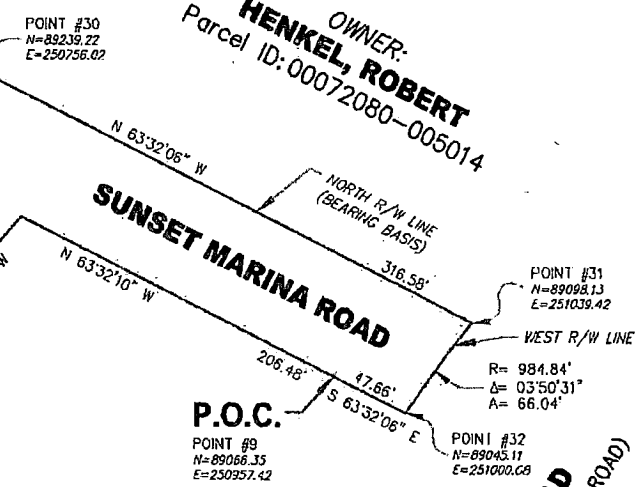 POINT #30
N=89239.22
E=250756.02
OWNER:
HENKEL, ROBERT
Parcel ID: 00072080-005014
N 63°32'06" W
NORTH R/W LINE
(BEARING BASIS)
316.58'
SUNSET MARINA ROAD
W
N 63°32'10" W
206.48'
47.66'
S 63°32'06" E
POINT #31
N=89098.13
E=251039.42
WEST R/W LINE
R= 984.84'
Δ= 03°50'31"
A= 66.04'
P.O.C.
POINT #9
N=89066.35
E=250957.42
POINT #32
N=89045.11
E=251000.08
D
ROAD)